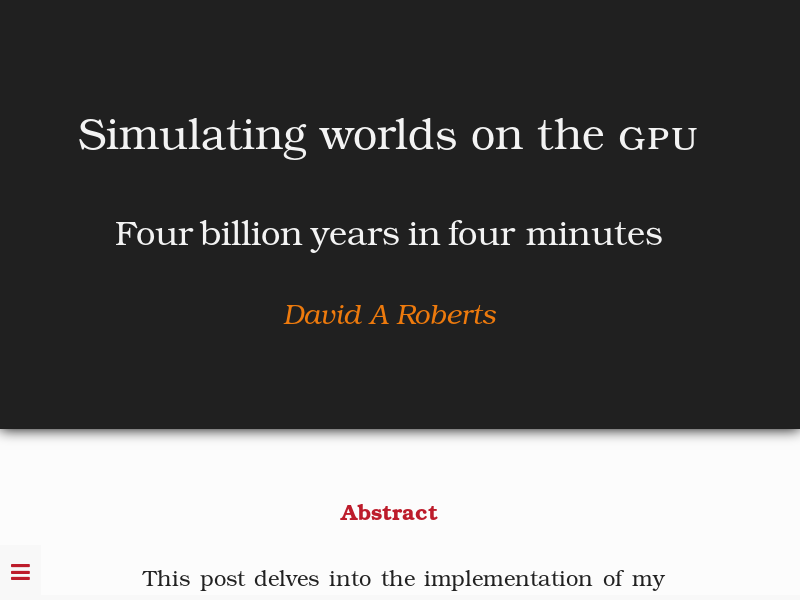 Simulating worlds on the GPU
Four billion years in four minutes
David A Roberts
Abstract
This post delves into the implementation of my